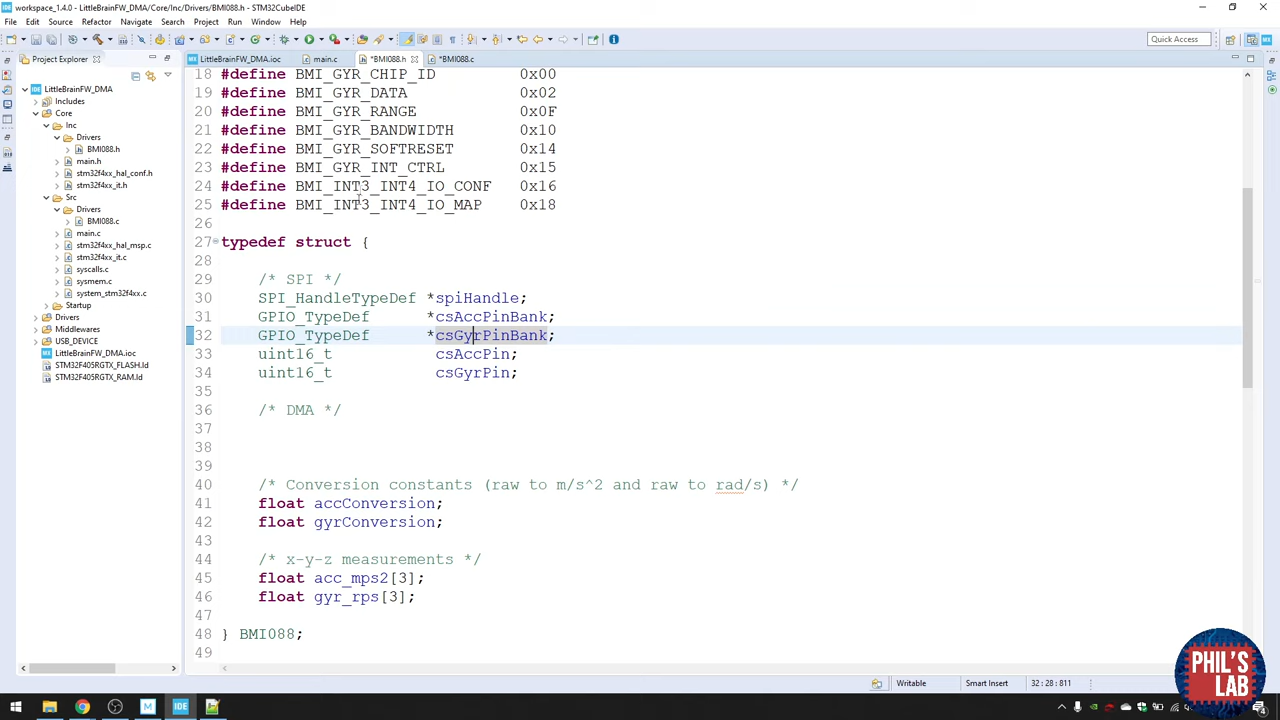 workspace_1.4.0 - LittleBrainFW_DMA/Core/Inc/Drivers/BMI088.h - STM32CubeIDE
File Edit Source Refactor Navigate Search Project Run Window Help
Quick Access
Project Explorer
LittleBrainFW_DMA.ioc
main.c
*BMI088.h
*BMI088.c
LittleBrainFW_DMA
Includes
Core
Inc
Drivers
BMI088.h
main.h
stm32f4xx_hal_conf.h
stm32f4xx_it.h
Src
Drivers
BMI088.c
main.c
stm32f4xx_hal_msp.c
stm32f4xx_it.c
syscalls.c
sysmem.c
system_stm32f4xx.c
Startup
Drivers
Middlewares
USB_DEVICE
LittleBrainFW_DMA.ioc
STM32F405RGTX_FLASH.ld
STM32F405RGTX_RAM.ld
18 #define BMI_GYR_CHIP_ID 0x00
19 #define BMI_GYR_DATA 0x02
20 #define BMI_GYR_RANGE 0x0F
21 #define BMI_GYR_BANDWIDTH 0x10
22 #define BMI_GYR_SOFTRESET 0x14
23 #define BMI_GYR_INT_CTRL 0x15
24 #define BMI_INT3_INT4_IO_CONF 0x16
25 #define BMI_INT3_INT4_IO_MAP 0x18
26
27 typedef struct {
28
29 /* SPI */
30 SPI_HandleTypeDef *spiHandle;
31 GPIO_TypeDef *csAccPinBank;
32 GPIO_TypeDef *csGyrPinBank;
33 uint16_t csAccPin;
34 uint16_t csGyrPin;
35
36 /* DMA */
37
38
39
40 /* Conversion constants (raw to m/s^2 and raw to rad/s) */
41 float accConversion;
42 float gyrConversion;
43
44 /* x-y-z measurements */
45 float acc_mps2[3];
46 float gyr_rps[3];
47
48 } BMI088;
49
Writable Smart Insert 32 : 28 : 811
PHIL'S
LAB
IDE